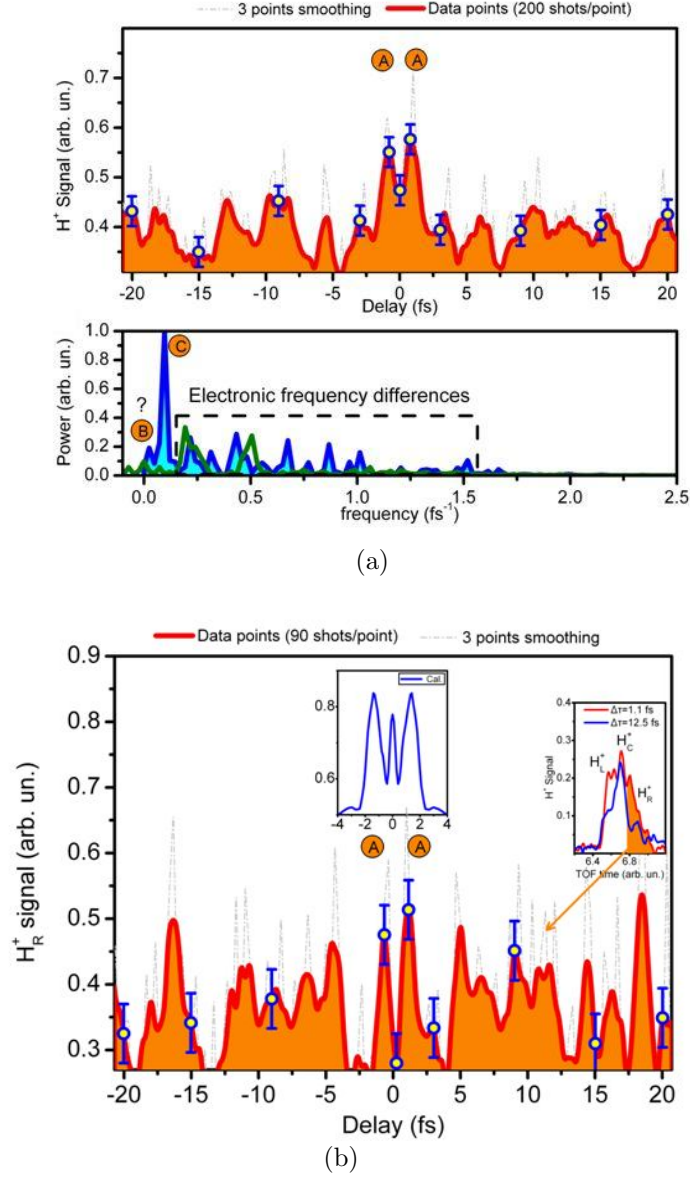 3 points smoothing Data points (200 shots/point)
A A
H+ Signal (arb. un.)
0.7
0.6
0.5
0.4
-20 -15 -10 -5 0 5 10 15 20
Delay (fs)
Power (arb. un.)
1.0
0.8
0.6
0.4
0.2
0.0
C
?
B
Electronic frequency differences
0.0 0.5 1.0 1.5 2.0 2.5
frequency (fs-1)
(a)
Data points (90 shots/point) 3 points smoothing
H+R signal (arb. un.)
0.9
0.8
0.7
0.6
0.5
0.4
0.3
Cal.
0.8
0.6
-4 -2 0 2 4
A A
Δτ=1.1 fs
Δτ=12.5 fs
H+ Signal
0.4
0.3
0.2
0.1
H+C
H+L
H+R
6.4 6.8
TOF time (arb. un.)
-20 -15 -10 -5 0 5 10 15 20
Delay (fs)
(b)